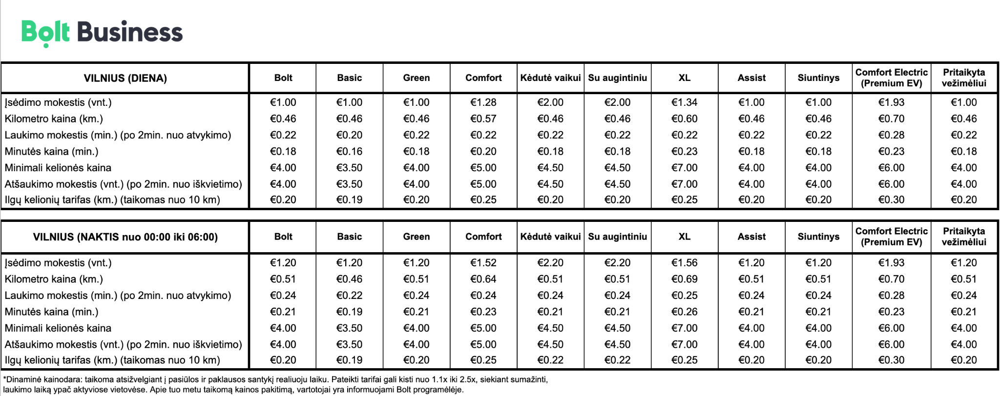 Bolt Business
VILNIUS (DIENA) Bolt Basic Green Comfort Kėdutė vaikui Su augintiniu XL Assist Siuntinys Comfort Electric (Premium EV) Pritaikyta vežimėliui
Įsėdimo mokestis (vnt.) €1.00 €1.00 €1.00 €1.28 €2.00 €2.00 €1.34 €1.00 €1.00 €1.93 €1.00
Kilometro kaina (km.) €0.46 €0.46 €0.46 €0.57 €0.46 €0.46 €0.60 €0.46 €0.46 €0.70 €0.46
Laukimo mokestis (min.) (po 2min. nuo atvykimo) €0.22 €0.20 €0.22 €0.22 €0.22 €0.22 €0.22 €0.22 €0.22 €0.28 €0.22
Minutės kaina (min.) €0.18 €0.16 €0.18 €0.20 €0.18 €0.18 €0.23 €0.18 €0.18 €0.23 €0.18
Minimali kelionės kaina €4.00 €3.50 €4.00 €5.00 €4.50 €4.50 €7.00 €4.00 €4.00 €6.00 €4.00
Atšaukimo mokestis (vnt.) (po 2min. nuo iškvietimo) €4.00 €3.50 €4.00 €5.00 €4.50 €4.50 €7.00 €4.00 €4.00 €6.00 €4.00
Ilgų kelionių tarifas (km.) (taikomas nuo 10 km) €0.20 €0.19 €0.20 €0.25 €0.20 €0.20 €0.25 €0.20 €0.20 €0.30 €0.20
VILNIUS (NAKTIS nuo 00:00 iki 06:00) Bolt Basic Green Comfort Kėdutė vaikui Su augintiniu XL Assist Siuntinys Comfort Electric (Premium EV) Pritaikyta vežimėliui
Įsėdimo mokestis (vnt.) €1.20 €1.20 €1.20 €1.52 €2.20 €2.20 €1.56 €1.20 €1.20 €1.93 €1.20
Kilometro kaina (km.) €0.51 €0.46 €0.51 €0.64 €0.51 €0.51 €0.69 €0.51 €0.51 €0.70 €0.51
Laukimo mokestis (min.) (po 2min. nuo atvykimo) €0.24 €0.22 €0.24 €0.24 €0.24 €0.24 €0.25 €0.24 €0.24 €0.28 €0.24
Minutės kaina (min.) €0.21 €0.19 €0.21 €0.23 €0.21 €0.21 €0.26 €0.21 €0.21 €0.23 €0.21
Minimali kelionės kaina €4.00 €3.50 €4.00 €5.00 €4.50 €4.50 €7.00 €4.00 €4.00 €6.00 €4.00
Atšaukimo mokestis (vnt.) (po 2min. nuo iškvietimo) €4.00 €3.50 €4.00 €5.00 €4.50 €4.50 €7.00 €4.00 €4.00 €6.00 €4.00
Ilgų kelionių tarifas (km.) (taikomas nuo 10 km) €0.20 €0.19 €0.20 €0.25 €0.22 €0.22 €0.25 €0.20 €0.20 €0.30 €0.20
*Dinaminė kainodara: taikoma atsižvelgiant į pasiūlos ir paklausos santykį realiuoju laiku. Pateikti tarifai gali kisti nuo 1.1x iki 2.5x, siekiant sumažinti,
laukimo laiką ypač aktyviose vietovėse. Apie tuo metu taikomą kainos pakitimą, vartotojai yra informuojami Bolt programėlėje.